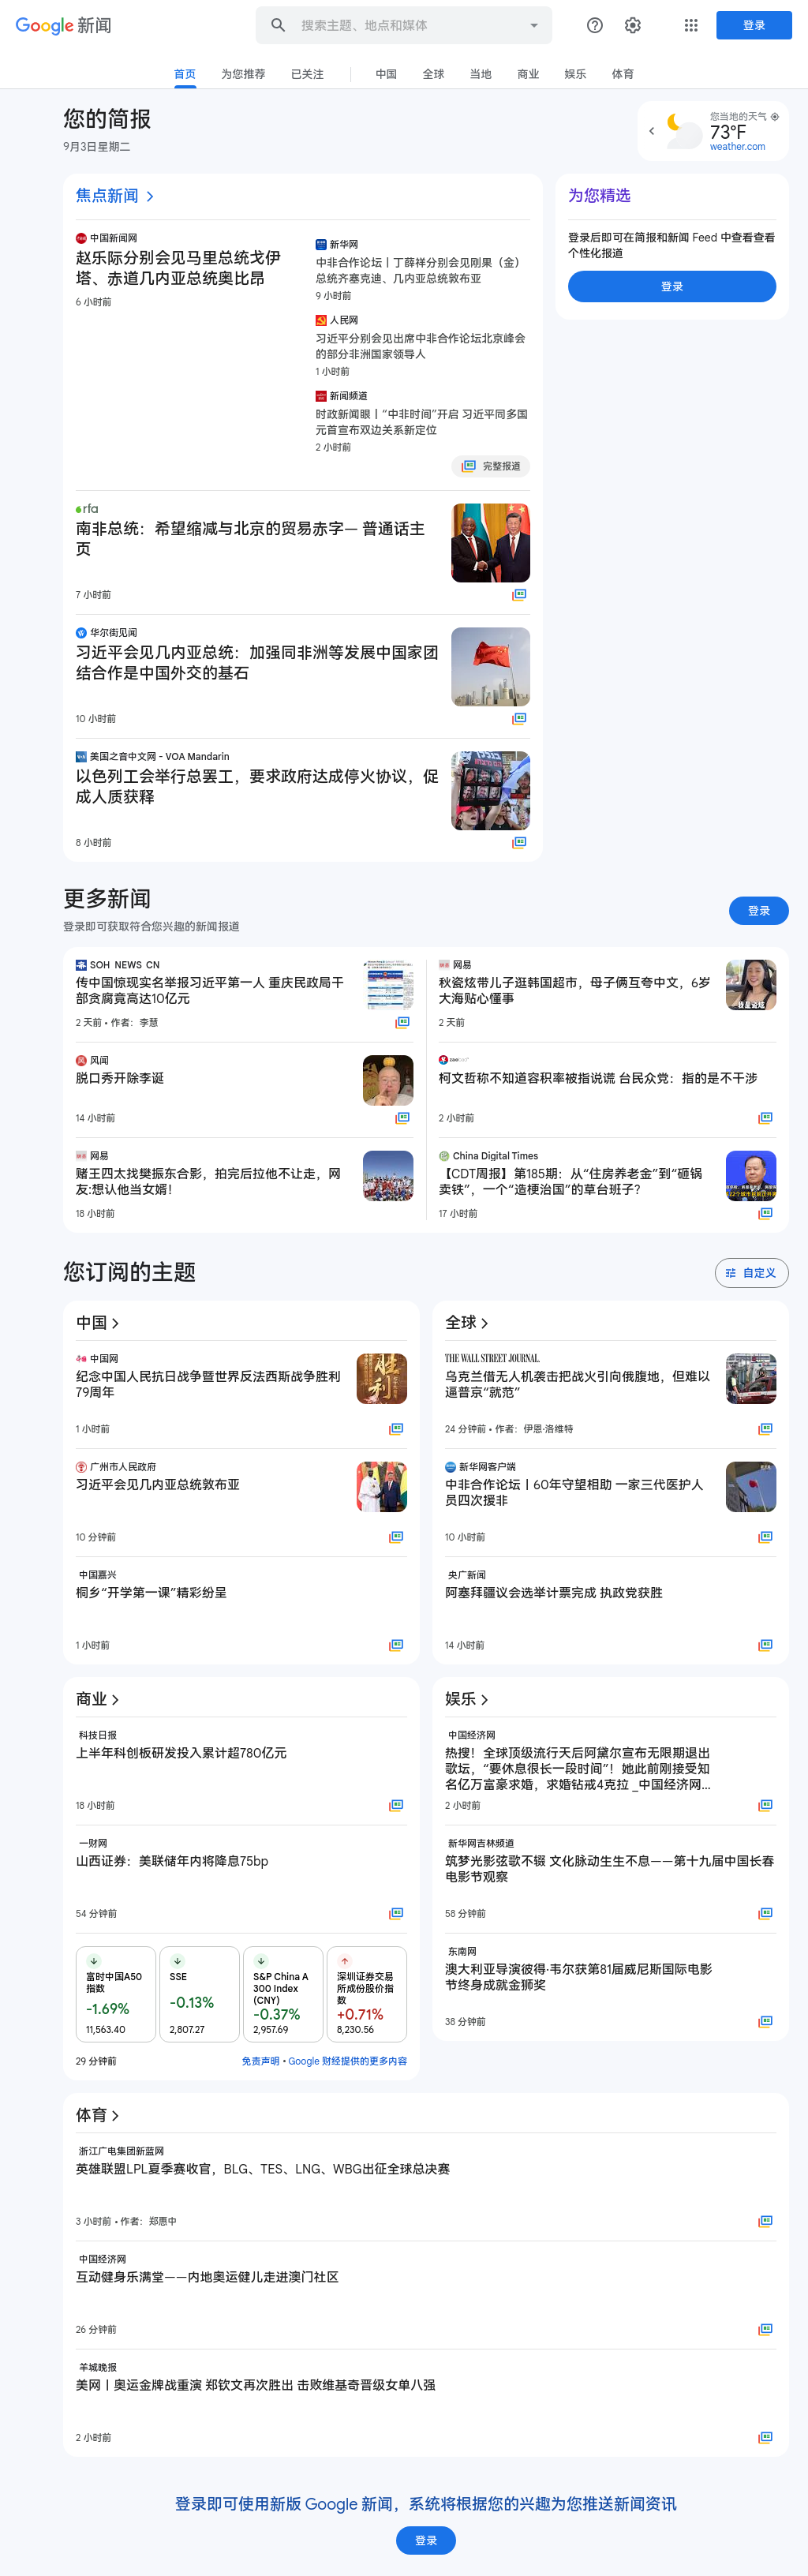 Google 新闻
搜索主题、地点和媒体
登录
首页
为您推荐
已关注
中国
全球
当地
商业
娱乐
体育
您的简报
9月3日星期二
您当地的天气
73°F
weather.com
焦点新闻
中国新闻网
赵乐际分别会见马里总统戈伊
塔、赤道几内亚总统奥比昂
6 小时前
新华网
中非合作论坛丨丁薛祥分别会见刚果（金）
总统齐塞克迪、几内亚总统敦布亚
9 小时前
人民网
习近平分别会见出席中非合作论坛北京峰会
的部分非洲国家领导人
1 小时前
新闻频道
时政新闻眼丨“中非时间”开启 习近平同多国
元首宣布双边关系新定位
2 小时前
完整报道
为您精选
登录后即可在简报和新闻 Feed 中查看查看
个性化报道
登录
rfa
南非总统：希望缩减与北京的贸易赤字— 普通话主
页
7 小时前
华尔街见闻
习近平会见几内亚总统：加强同非洲等发展中国家团
结合作是中国外交的基石
10 小时前
美国之音中文网 - VOA Mandarin
以色列工会举行总罢工，要求政府达成停火协议，促
成人质获释
8 小时前
更多新闻
登录即可获取符合您兴趣的新闻报道
登录
SOH NEWS CN
传中国惊现实名举报习近平第一人 重庆民政局干
部贪腐竟高达10亿元
2 天前 • 作者：李慧
网易
秋瓷炫带儿子逛韩国超市，母子俩互夸中文，6岁
大海贴心懂事
2 天前
风闻
脱口秀开除李诞
14 小时前
柯文哲称不知道容积率被指说谎 台民众党：指的是不干涉
2 小时前
网易
赌王四太找樊振东合影，拍完后拉他不让走，网
友:想认他当女婿！
18 小时前
China Digital Times
【CDT周报】第185期：从“住房养老金”到“砸锅
卖铁”，一个“造梗治国”的草台班子？
17 小时前
您订阅的主题
自定义
中国
中国网
纪念中国人民抗日战争暨世界反法西斯战争胜利
79周年
1 小时前
广州市人民政府
习近平会见几内亚总统敦布亚
10 分钟前
中国嘉兴
桐乡“开学第一课”精彩纷呈
1 小时前
全球
THE WALL STREET JOURNAL.
乌克兰借无人机袭击把战火引向俄腹地，但难以
逼普京“就范”
24 分钟前 • 作者：伊恩·洛维特
新华网客户端
中非合作论坛丨60年守望相助 一家三代医护人
员四次援非
10 小时前
央广新闻
阿塞拜疆议会选举计票完成 执政党获胜
14 小时前
商业
科技日报
上半年科创板研发投入累计超780亿元
18 小时前
一财网
山西证券：美联储年内将降息75bp
54 分钟前
富时中国A50
指数
-1.69%
11,563.40
SSE
-0.13%
2,807.27
S&P China A
300 Index
(CNY)
-0.37%
2,957.69
深圳证券交易
所成份股价指
数
+0.71%
8,230.56
29 分钟前
免责声明 • Google 财经提供的更多内容
娱乐
中国经济网
热搜！全球顶级流行天后阿黛尔宣布无限期退出
歌坛，“要休息很长一段时间”！她此前刚接受知
名亿万富豪求婚，求婚钻戒4克拉 _中国经济网...
2 小时前
新华网吉林频道
筑梦光影弦歌不辍 文化脉动生生不息——第十九届中国长春
电影节观察
58 分钟前
东南网
澳大利亚导演彼得·韦尔获第81届威尼斯国际电影
节终身成就金狮奖
38 分钟前
体育
浙江广电集团新蓝网
英雄联盟LPL夏季赛收官，BLG、TES、LNG、WBG出征全球总决赛
3 小时前 • 作者：郑惠中
中国经济网
互动健身乐满堂——内地奥运健儿走进澳门社区
26 分钟前
羊城晚报
美网丨奥运金牌战重演 郑钦文再次胜出 击败维基奇晋级女单八强
2 小时前
登录即可使用新版 Google 新闻，系统将根据您的兴趣为您推送新闻资讯
登录